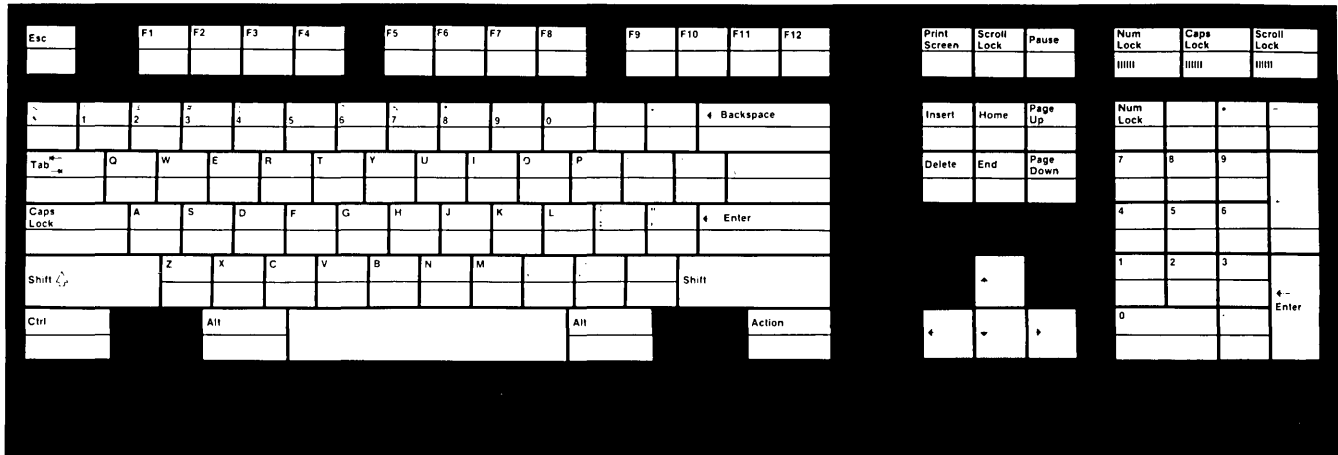 Esc F1 F2 F3 F4 F5 F6 F7 F8 F9 F10 F11 F12 Print Screen Scroll Lock Pause Num Lock Caps Lock Scroll Lock
1 2 3 4 5 6 7 8 9 0 - Backspace Insert Home Page Up Num Lock * -
Tab Q W E R T Y U I O P Delete End Page Down 7 8 9
Caps Lock A S D F G H J K L : ; " ' Enter 4 5 6 +
Shift Z X C V B N M Shift 1 2 3 Enter
Ctrl Alt Alt Action 0 .